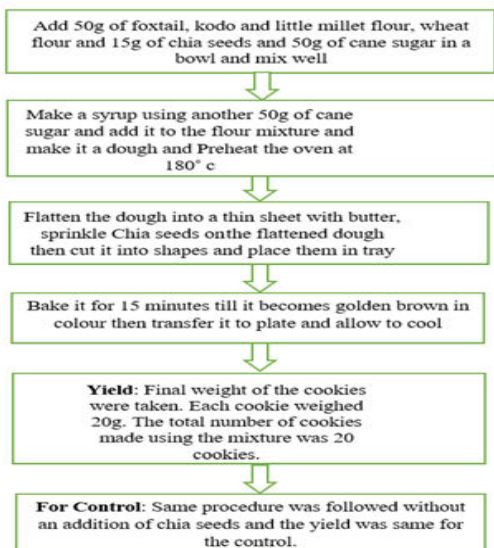 Add 50g of foxtail, kodo and little millet flour, wheat
flour and 15g of chia seeds and 50g of cane sugar in a
bowl and mix well
Make a syrup using another 50g of cane
sugar and add it to the flour mixture and
make it a dough and Preheat the oven at
180° c
Flatten the dough into a thin sheet with butter,
sprinkle Chia seeds onthe flattened dough
then cut it into shapes and place them in tray
Bake it for 15 minutes till it becomes golden brown in
colour then transfer it to plate and allow to cool
Yield: Final weight of the cookies
were taken. Each cookie weighed
20g. The total number of cookies
made using the mixture was 20
cookies.
For Control: Same procedure was followed without
an addition of chia seeds and the yield was same for
the control.